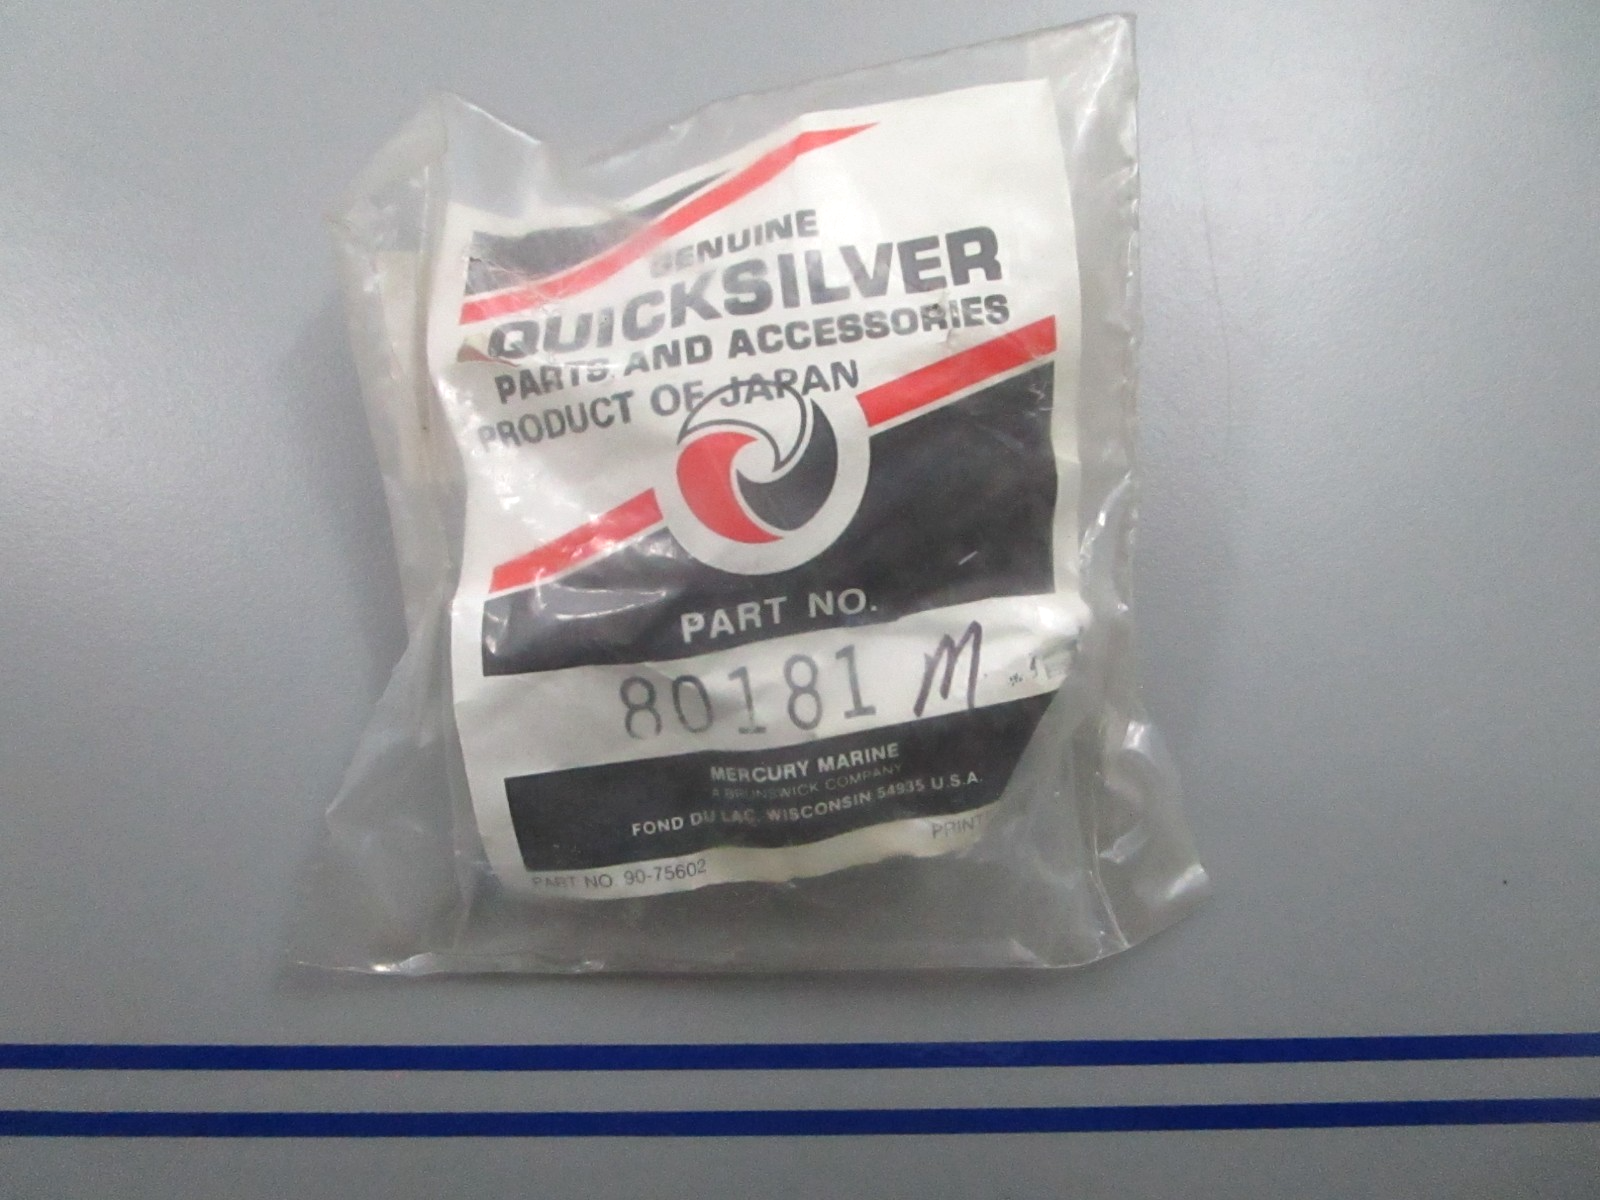 GENUINE
QUICKSILVER
PARTS AND ACCESSORIES
PRODUCT OF JAPAN
PART NO.
80181 M
MERCURY MARINE
A BRUNSWICK COMPANY
FOND DU LAC, WISCONSIN 54935 U.S.A.
PART NO. 90-75602